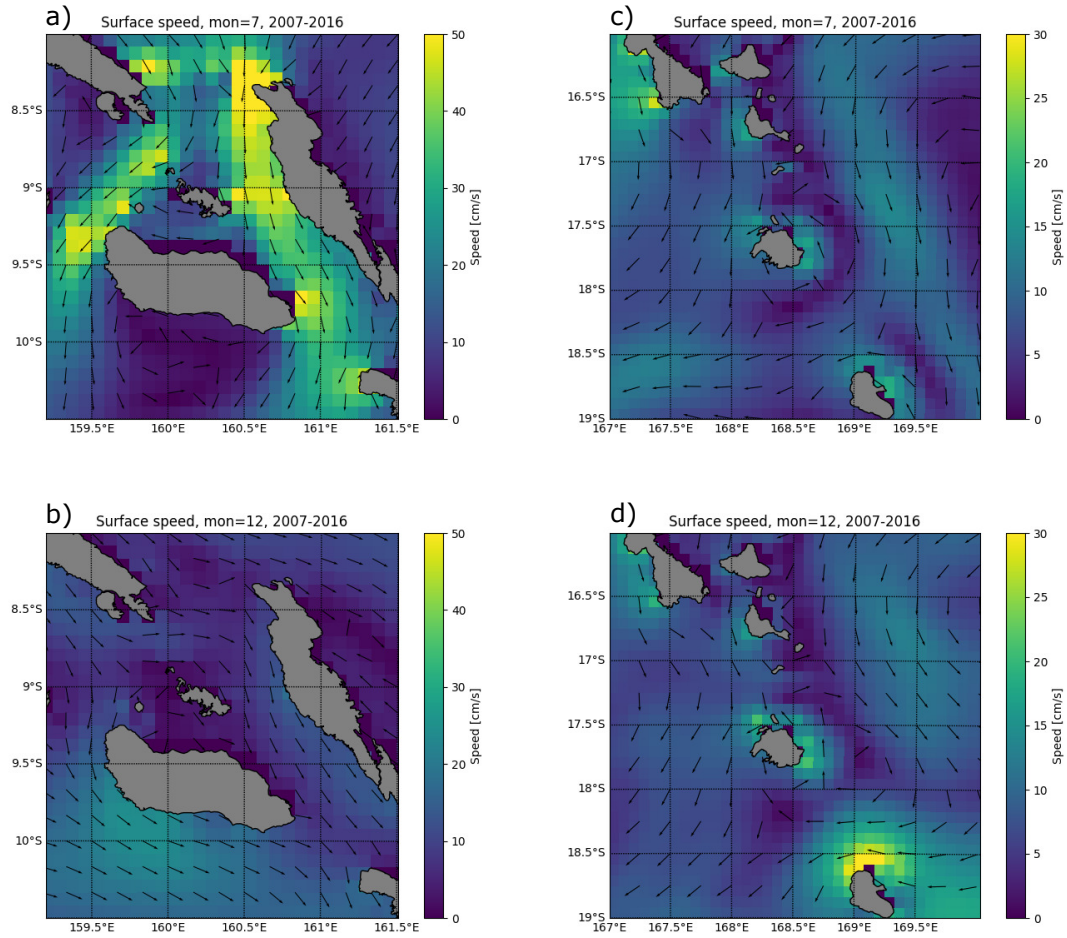 a)
Surface speed, mon=7, 2007-2016
8.5°S
9°S
9.5°S
10°S
159.5°E 160°E 160.5°E 161°E 161.5°E
50
40
30
20
10
0
Speed [cm/s]
c)
Surface speed, mon=7, 2007-2016
16.5°S
17°S
17.5°S
18°S
18.5°S
19°S
167°E 167.5°E 168°E 168.5°E 169°E 169.5°E
30
25
20
15
10
5
0
Speed [cm/s]
b)
Surface speed, mon=12, 2007-2016
8.5°S
9°S
9.5°S
10°S
159.5°E 160°E 160.5°E 161°E 161.5°E
50
40
30
20
10
0
Speed [cm/s]
d)
Surface speed, mon=12, 2007-2016
16.5°S
17°S
17.5°S
18°S
18.5°S
19°S
167°E 167.5°E 168°E 168.5°E 169°E 169.5°E
30
25
20
15
10
5
0
Speed [cm/s]